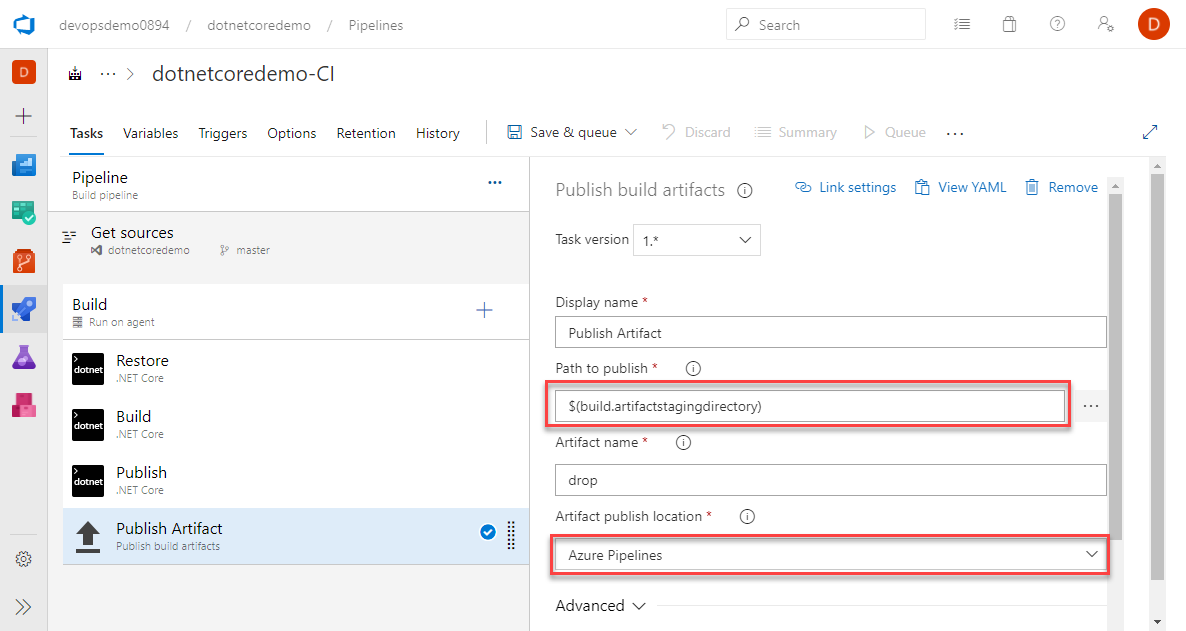 devopsdemo0894 / dotnetcoredemo / Pipelines
Search
D
D
··· > dotnetcoredemo-CI
Tasks Variables Triggers Options Retention History
Save & queue Discard Summary Queue ···
Pipeline
Build pipeline
···
Get sources
dotnetcoredemo master
Build
Run on agent
dotnet
Restore
.NET Core
dotnet
Build
.NET Core
dotnet
Publish
.NET Core
Publish Artifact
Publish build artifacts
Publish build artifacts
Link settings View YAML Remove
Task version 1.*
Display name *
Publish Artifact
Path to publish *
$(build.artifactstagingdirectory)
···
Artifact name *
drop
Artifact publish location *
Azure Pipelines
Advanced